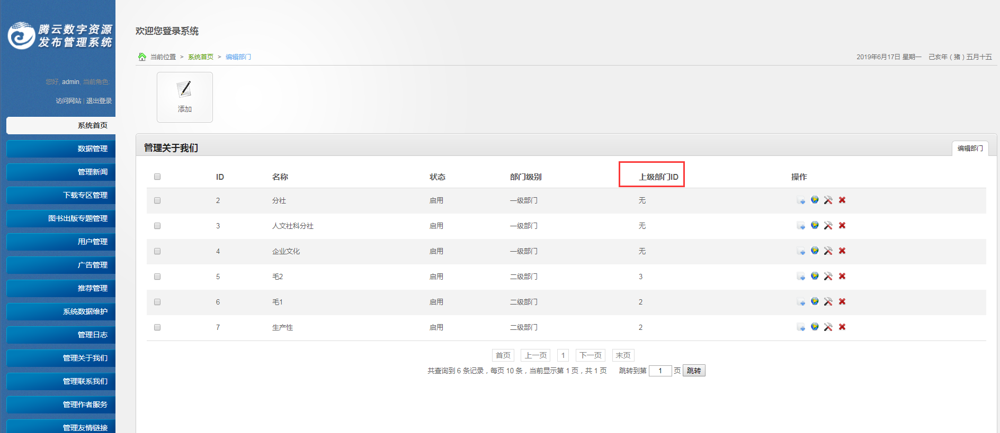 腾云数字资源
发布管理系统
您好, admin, 当前角色:
访问网站 | 退出登录
系统首页
数据管理
管理新闻
下载专区管理
图书出版专题管理
用户管理
广告管理
推荐管理
系统数据维护
管理日志
管理关于我们
管理联系我们
管理作者服务
管理友情链接
欢迎您登录系统
当前位置 > 系统首页 > 编辑部门
2019年6月17日 星期一 己亥年（猪）五月十五
添加
管理关于我们 编辑部门
ID 名称 状态 部门级别 上级部门ID 操作
2 分社 启用 一级部门 无
3 人文社科分社 启用 一级部门 无
4 企业文化 启用 一级部门 无
5 毛2 启用 二级部门 3
6 毛1 启用 二级部门 2
7 生产性 启用 二级部门 2
首页 上一页 1 下一页 末页
共查询到 6 条记录，每页 10 条，当前显示第 1 页，共 1 页 跳转到第 1 页 跳转